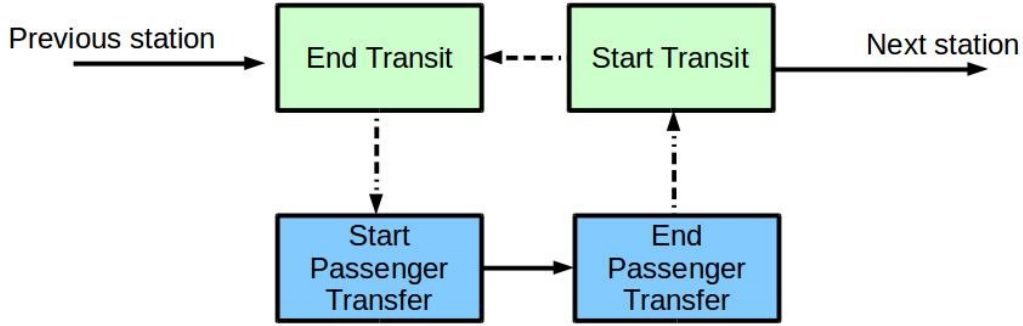 Previous station
End Transit
Start Transit
Next station
Start
Passenger
Transfer
End
Passenger
Transfer